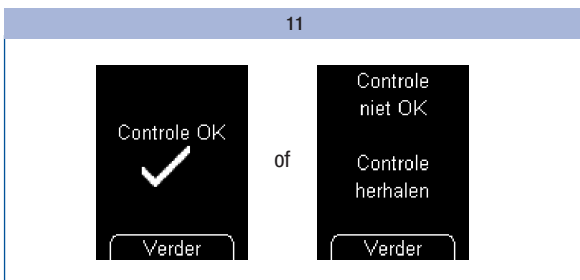 11
Controle OK
Verder
of
Controle
niet OK
Controle
herhalen
Verder